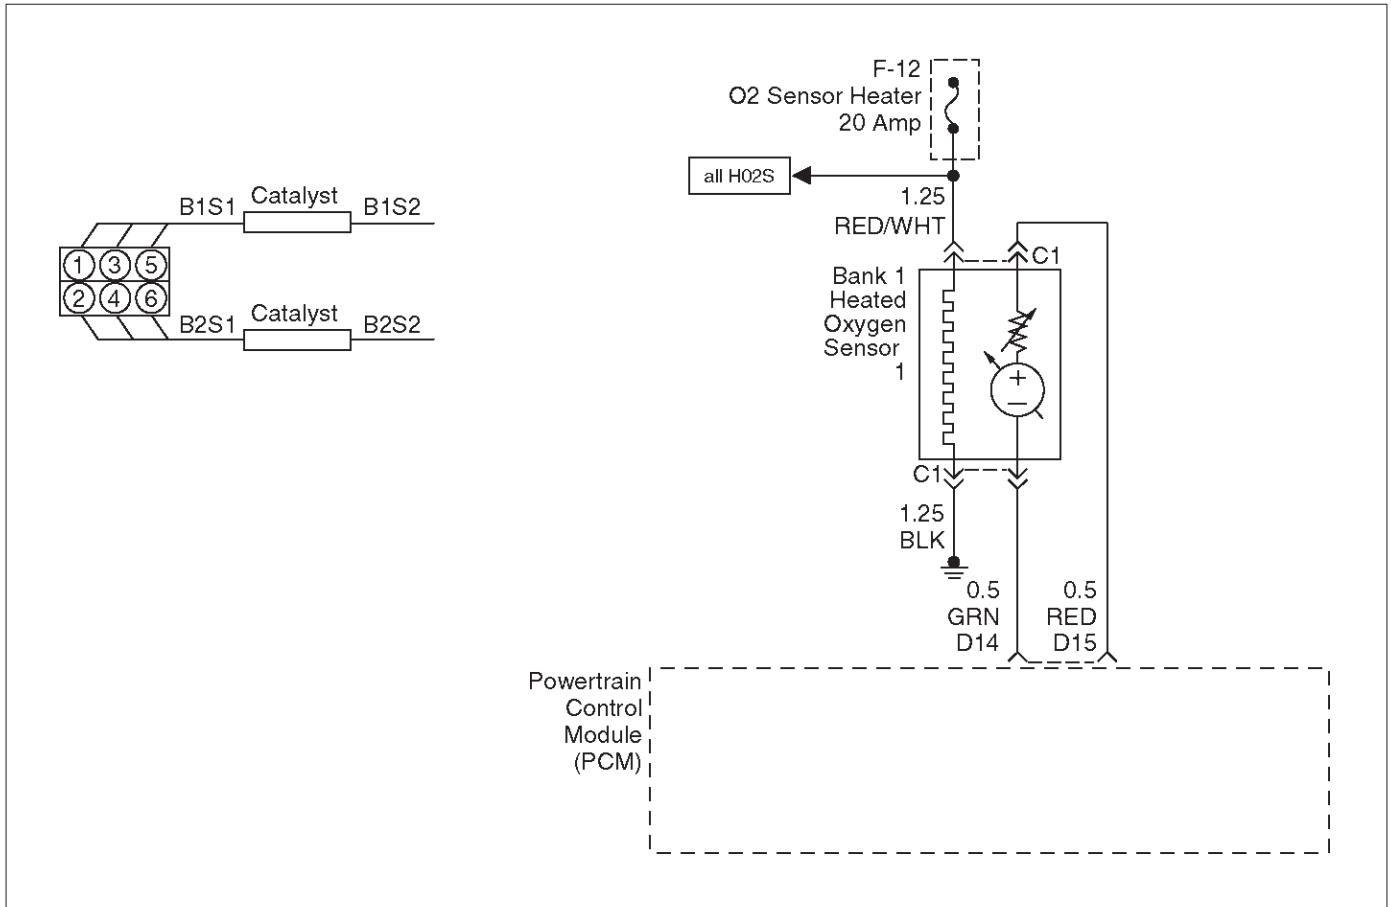 F-12
O2 Sensor Heater
20 Amp
all H02S
1.25
RED/WHT
B1S1
Catalyst
B1S2
1 3 5
2 4 6
B2S1
Catalyst
B2S2
C1
Bank 1
Heated
Oxygen
Sensor
1
+
−
C1
1.25
BLK
0.5
GRN
D14
0.5
RED
D15
Powertrain
Control
Module
(PCM)